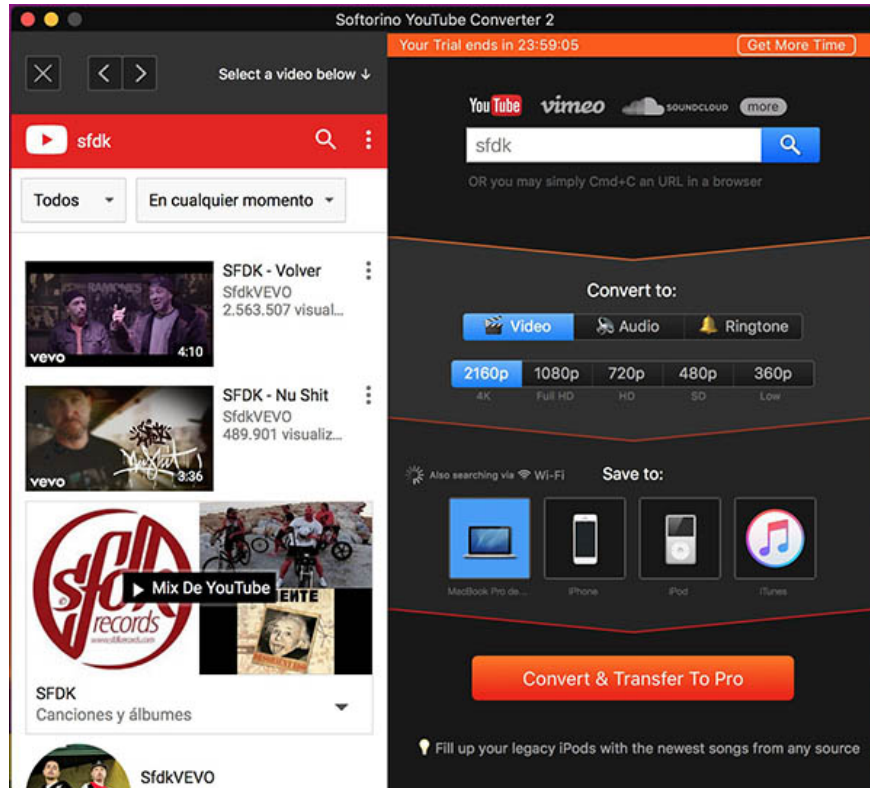 Softorino YouTube Converter 2
Select a video below ↓
sfdk
Todos
En cualquier momento
RAMONES
vevo
4:10
SFDK - Volver
SfdkVEVO
2.563.507 visual...
vevo
3:36
SFDK - Nu Shit
SfdkVEVO
489.901 visualiz...
sfdk
records
Mix De YouTube
SFDK
Canciones y álbumes
SfdkVEVO
Your Trial ends in 23:59:05
Get More Time
YouTube
vimeo
SOUNDCLOUD
more
sfdk
OR you may simply Cmd+C an URL in a browser
Convert to:
Video
Audio
Ringtone
2160p
1080p
720p
480p
360p
4K
Full HD
HD
SD
Low
Also searching via Wi-Fi
Save to:
MacBook Pro de...
iPhone
iPod
iTunes
Convert & Transfer To Pro
Fill up your legacy iPods with the newest songs from any source